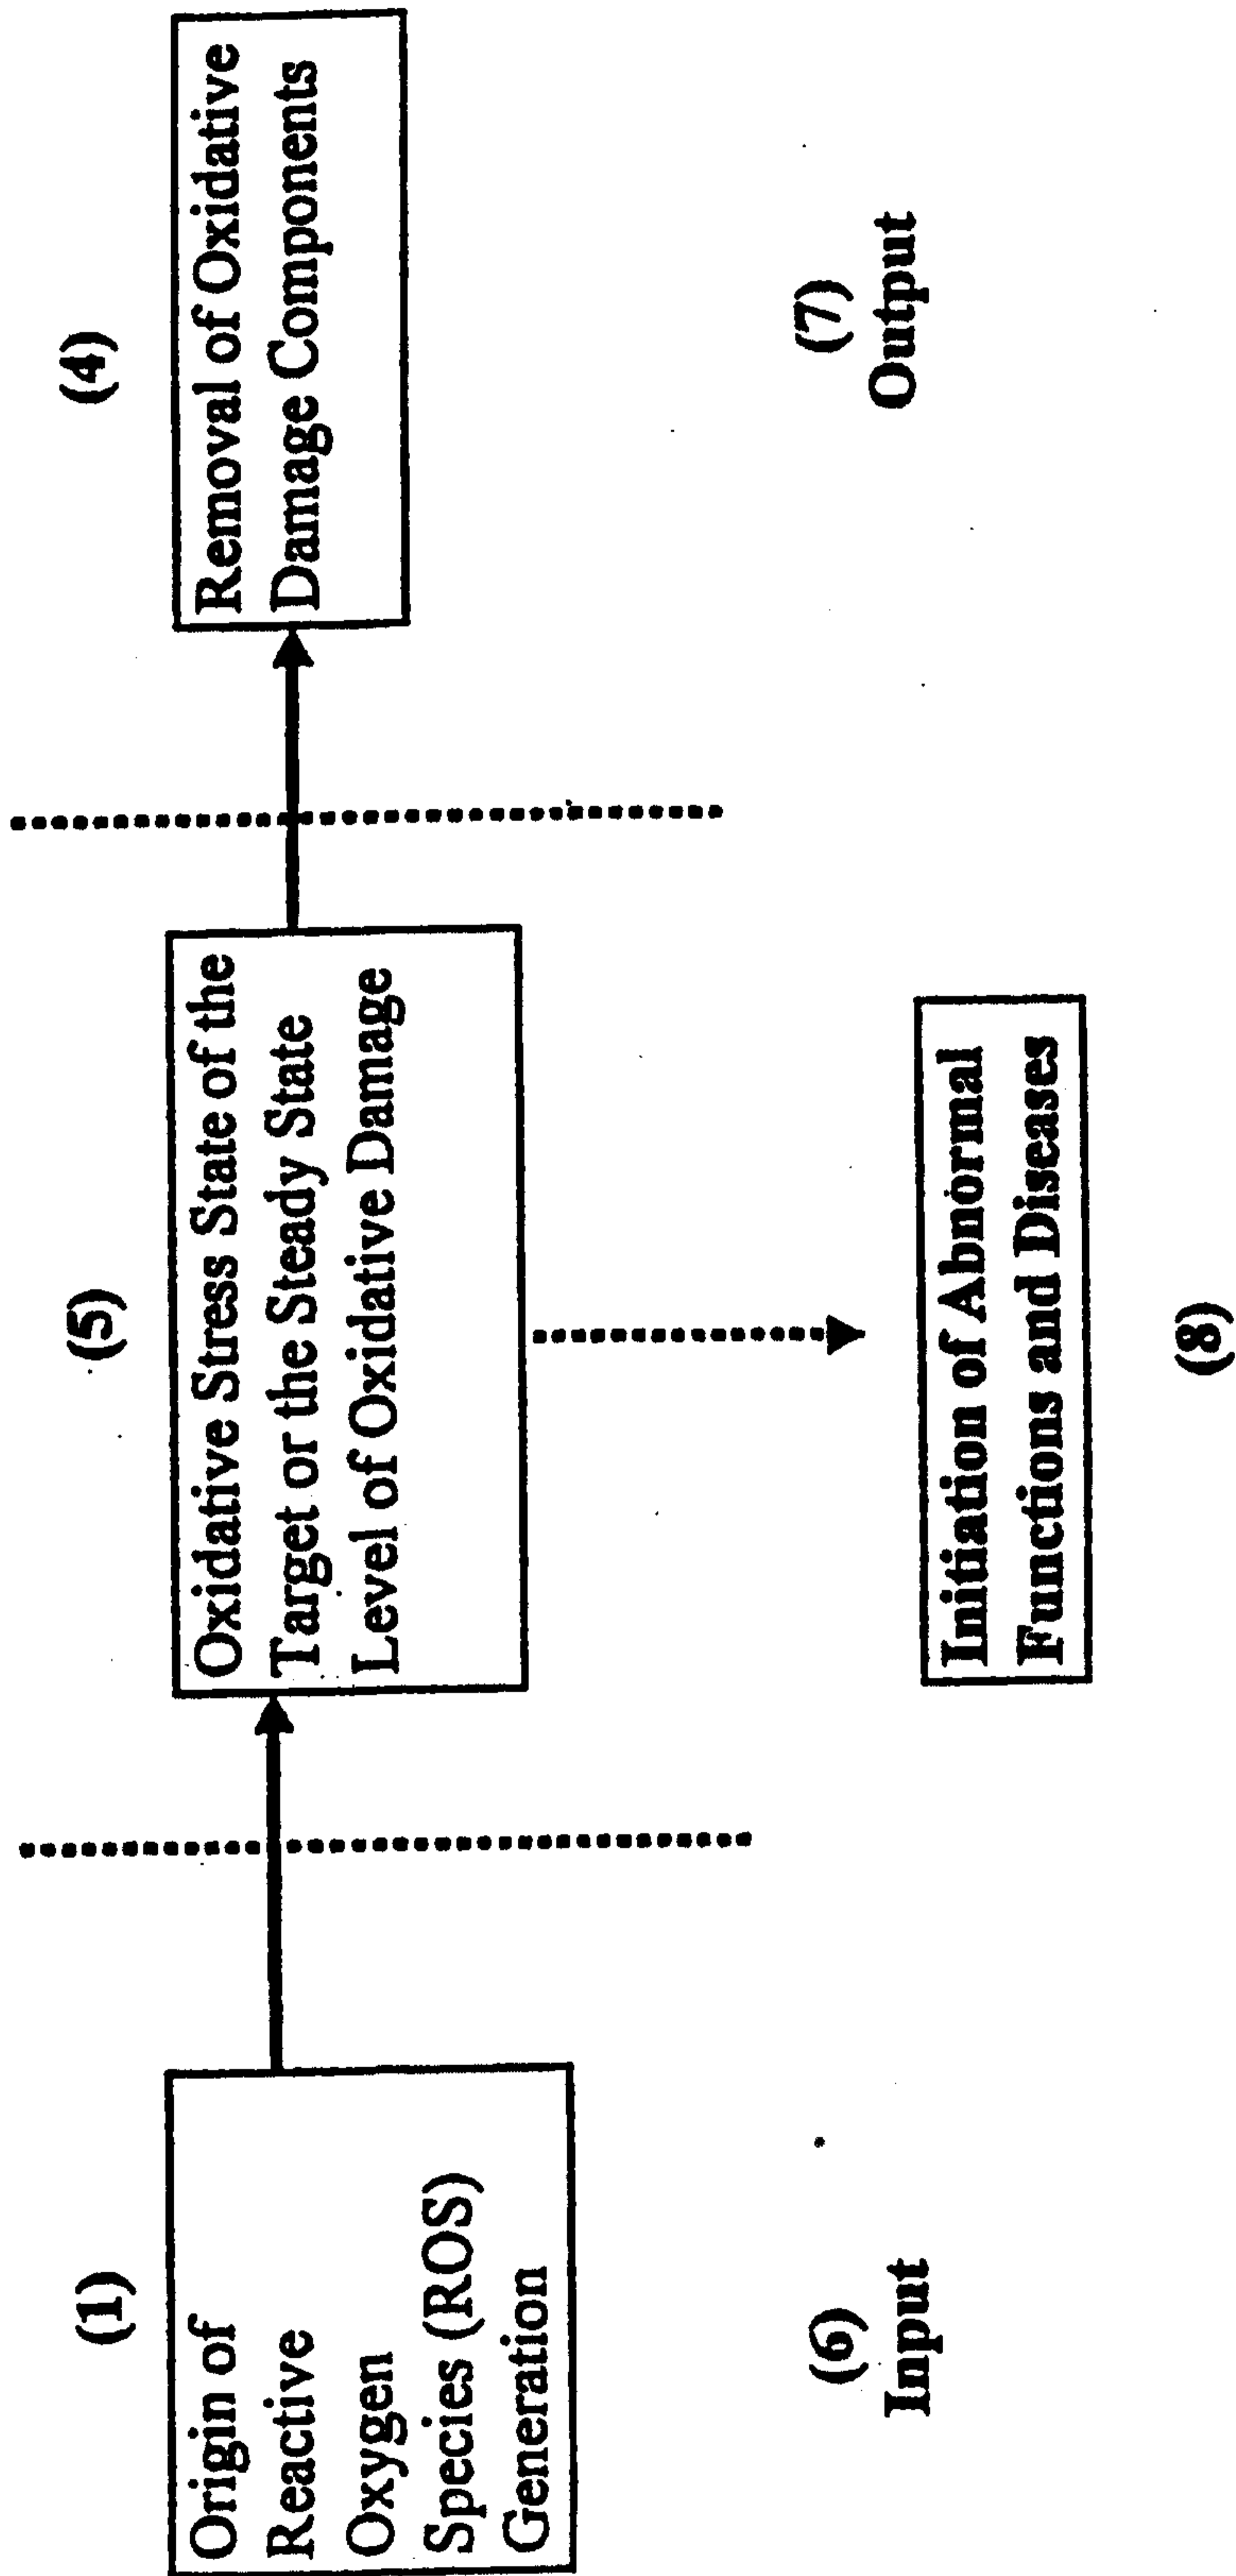 (1)
Origin of
Reactive
Oxygen
Species (ROS)
Generation
(5)
Oxidative Stress State of the
Target or the Steady State
Level of Oxidative Damage
(4)
Removal of Oxidative
Damage Components
(6)
Input
Initiation of Abnormal
Functions and Diseases
(8)
(7)
Output